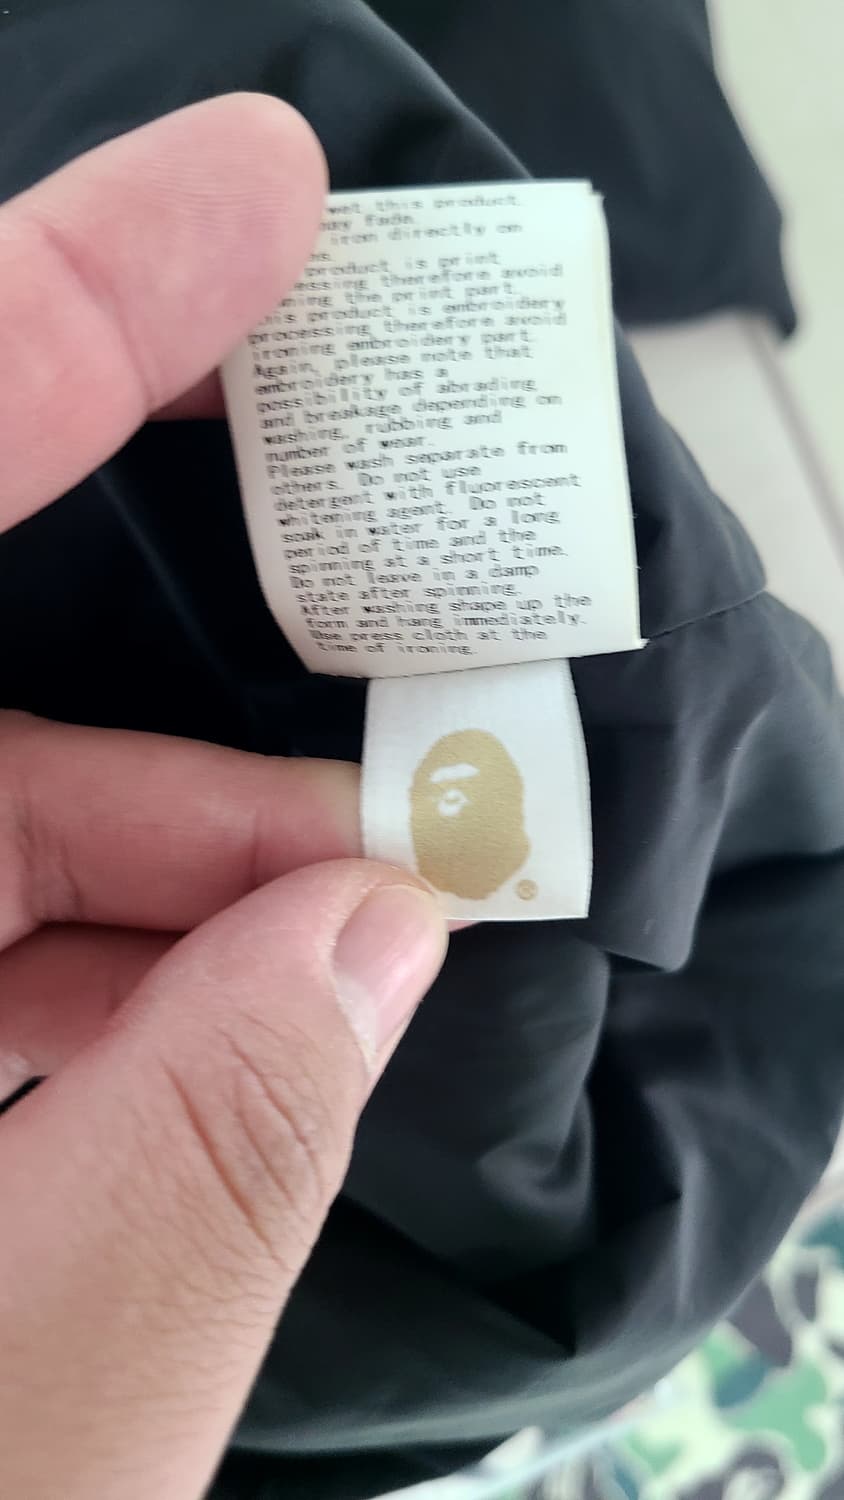 wet this product.
may fade.
iron directly on
product is print
essing therefore avoid
ning the print part.
his product is embroidery
processing therefore avoid
ironing embroidery part.
Again, please note that
embroidery has a
possibility of abrading
and breakage depending on
washing, rubbing and
number of wear.
Please wash separate from
others. Do not use
detergent with fluorescent
whitening agent. Do not
soak in water for a long
period of time and the
spinning at a short time.
Do not leave in a damp
state after spinning.
After washing shape up the
form and hang immediately.
Use press cloth at the
time of ironing.
®